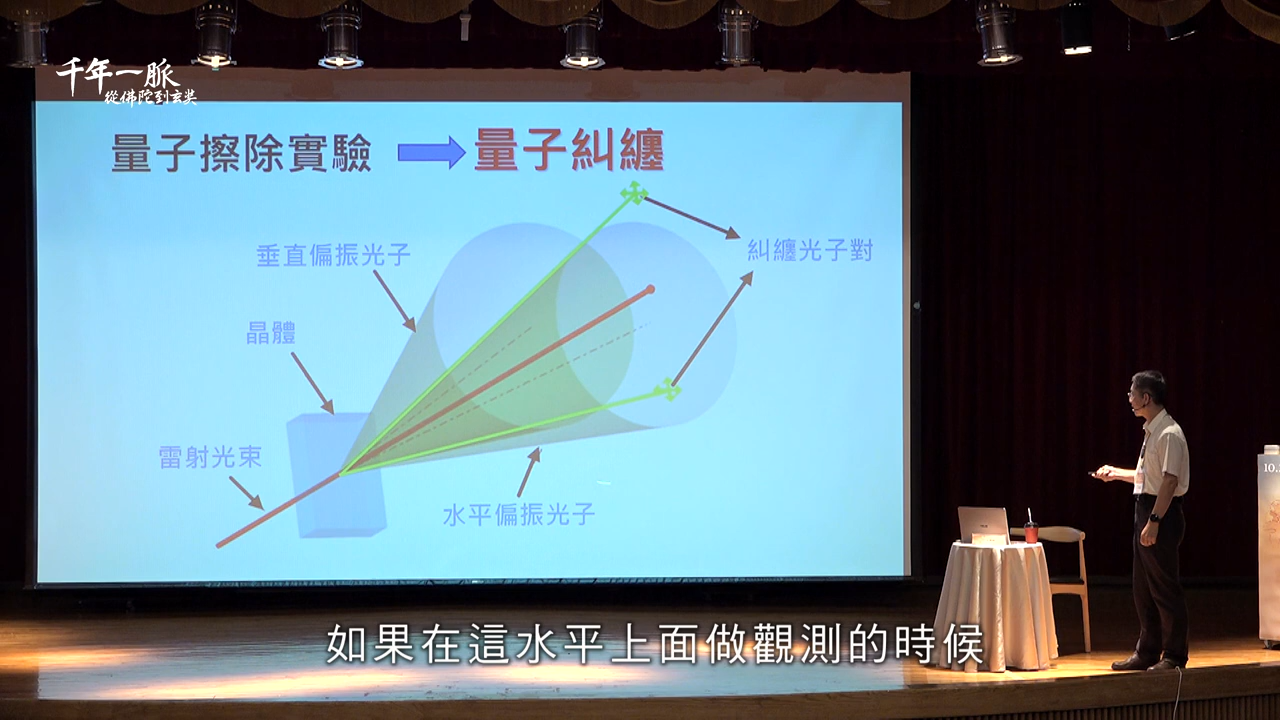 千年一脈
從佛陀到玄奘
量子擦除實驗
量子糾纏
垂直偏振光子
糾纏光子對
晶體
雷射光束
水平偏振光子
10.
如果在這水平上面做觀測的時候